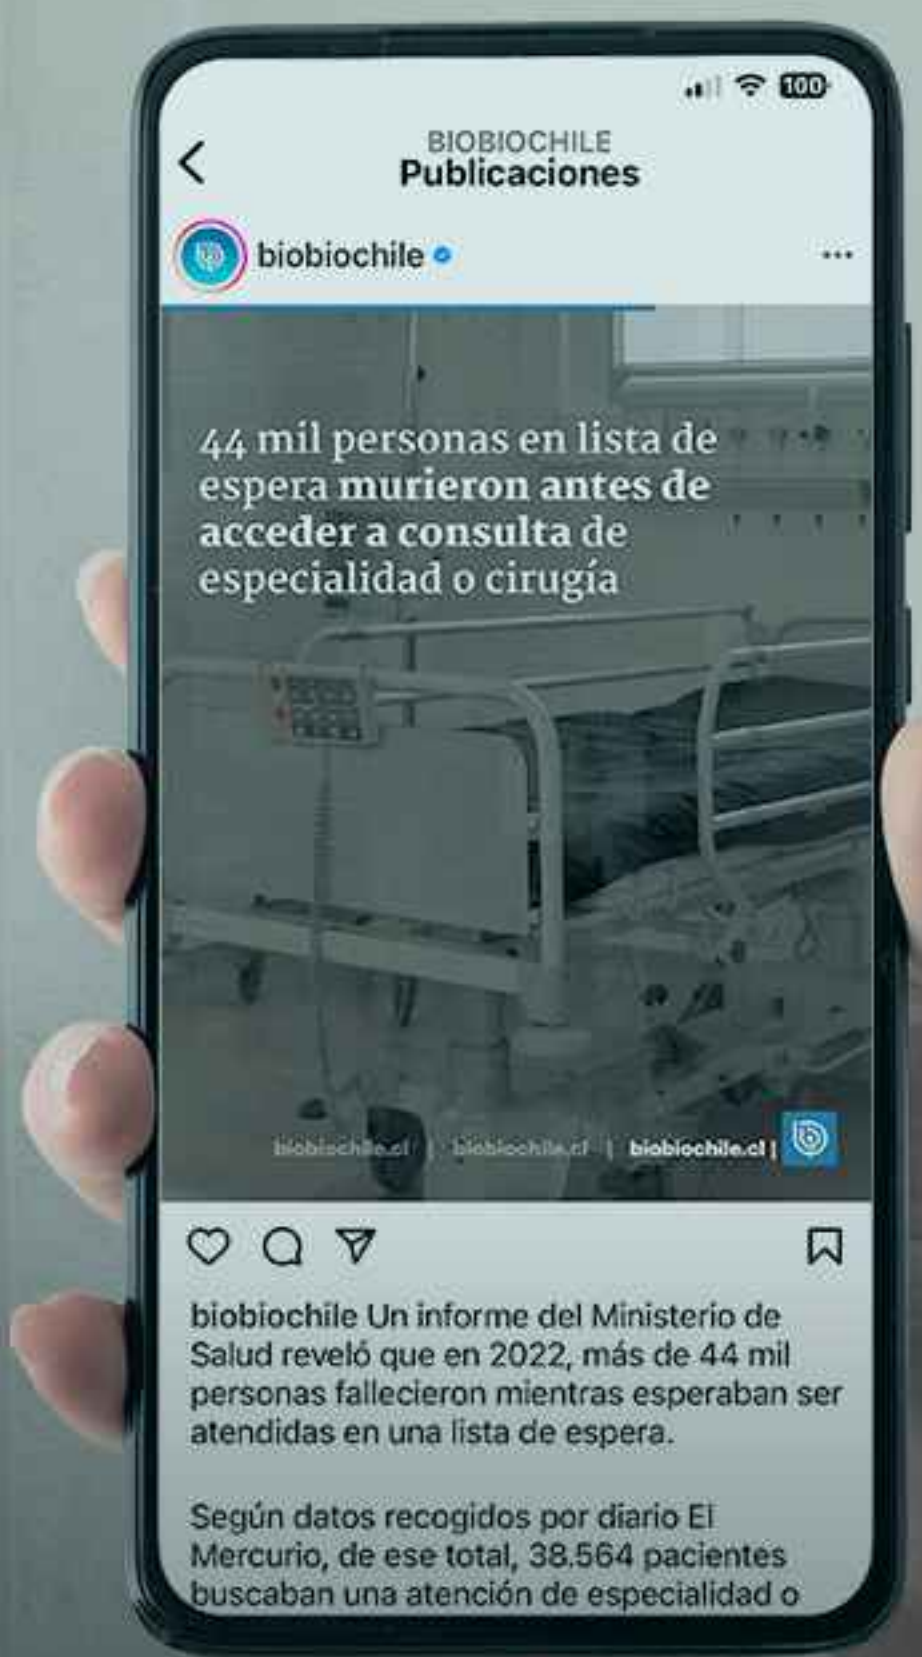 100
BIOBIOCHILE
Publicaciones
biobiochile
44 mil personas en lista de
espera murieron antes de
acceder a consulta de
especialidad o cirugía
biobiochile.cl | biobiochile.cl | biobiochile.cl |
biobiochile Un informe del Ministerio de
Salud reveló que en 2022, más de 44 mil
personas fallecieron mientras esperaban ser
atendidas en una lista de espera.
Según datos recogidos por diario El
Mercurio, de ese total, 38.564 pacientes
buscaban una atención de especialidad o